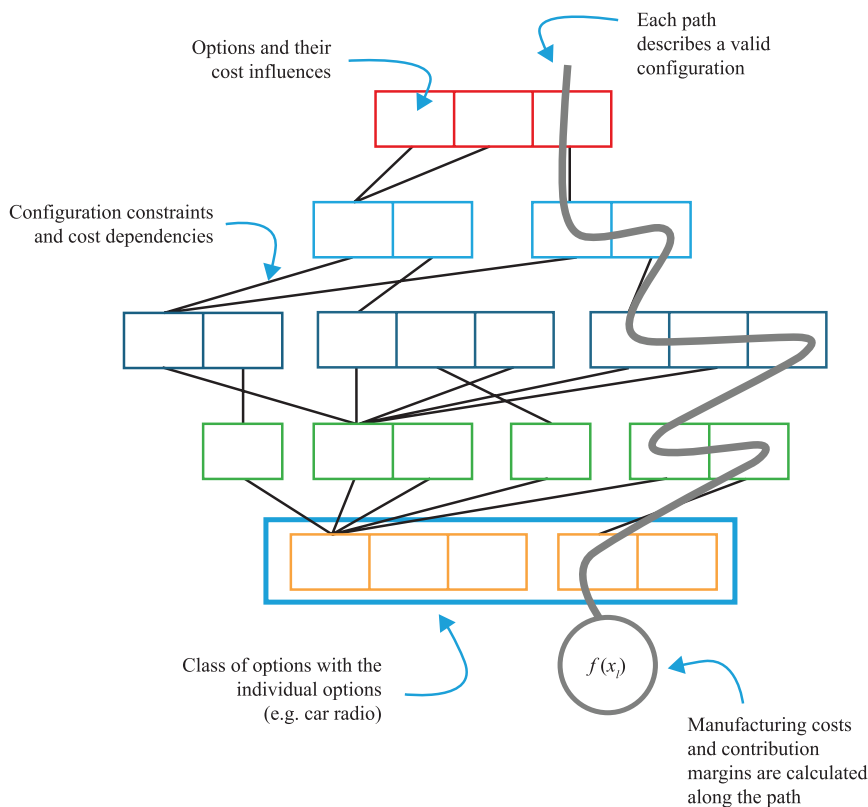 Options and their
cost influences
Each path
describes a valid
configuration
Configuration constraints
and cost dependencies
Class of options with the
individual options
(e.g. car radio)
f (x_l)
Manufacturing costs
and contribution
margins are calculated
along the path